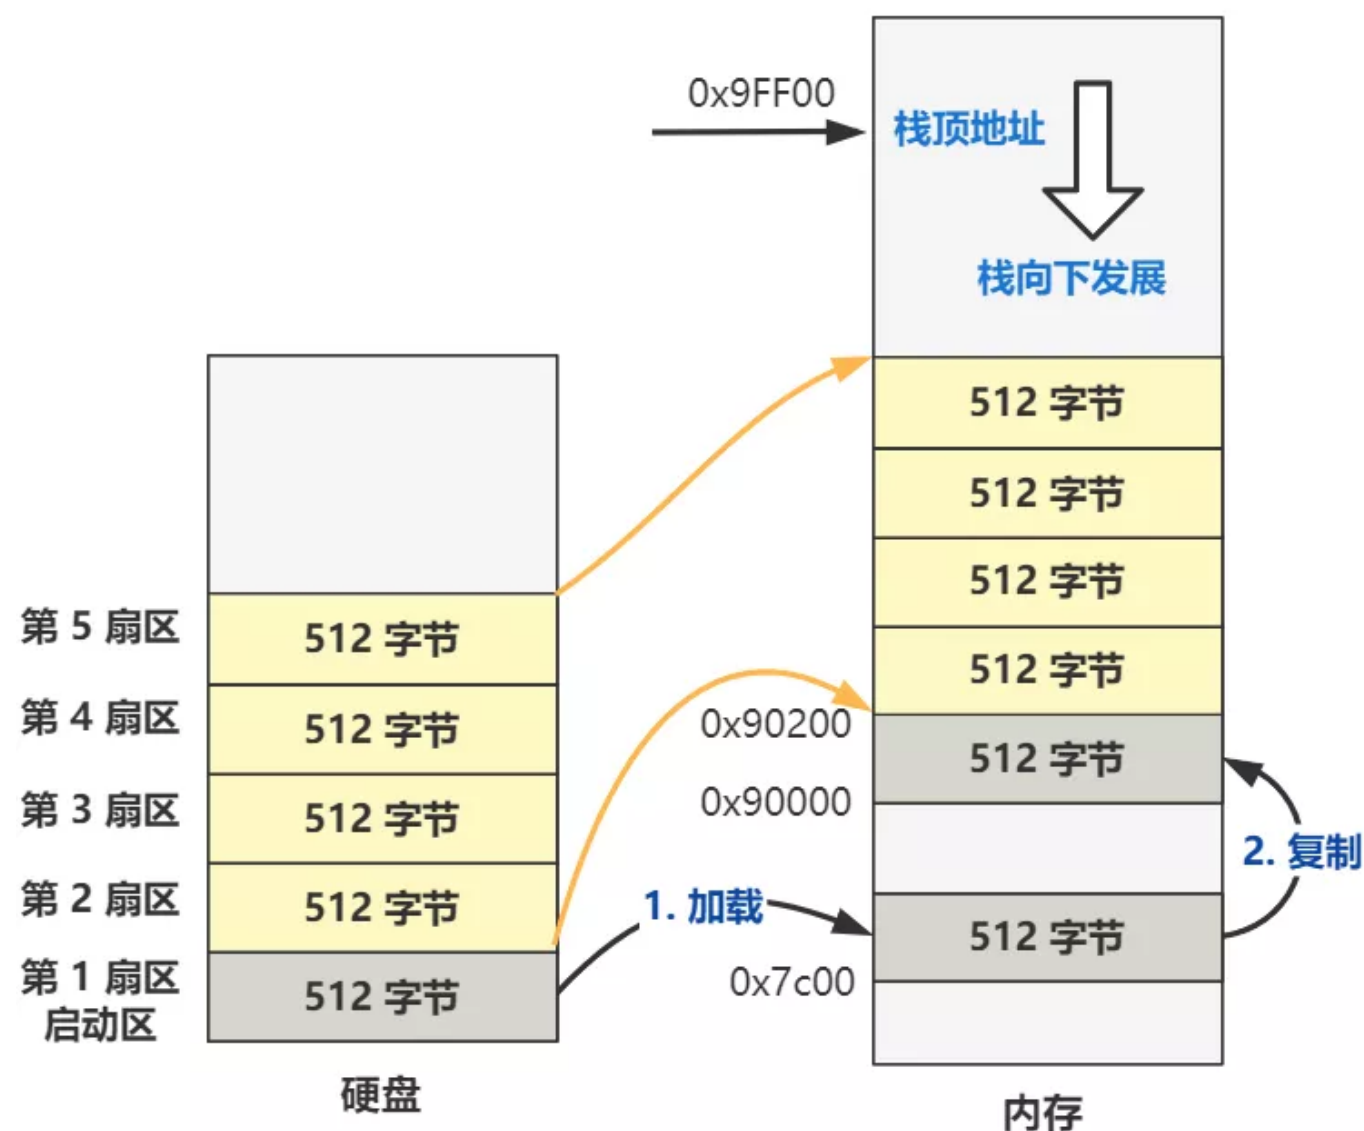 0x9FF00
栈顶地址
栈向下发展
512 字节
512 字节
512 字节
512 字节
0x90200
512 字节
0x90000
2. 复制
512 字节
0x7c00
1. 加载
第 5 扇区
512 字节
第 4 扇区
512 字节
第 3 扇区
512 字节
第 2 扇区
512 字节
第 1 扇区
启动区
512 字节
硬盘
内存